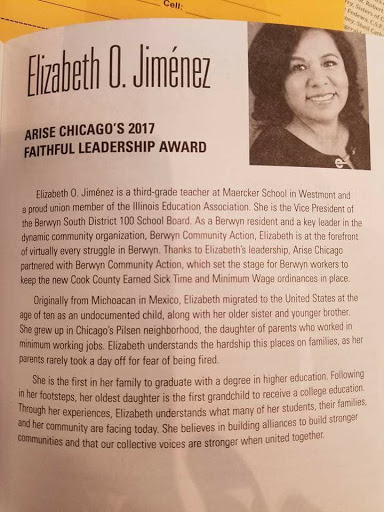 Cell:
Elizabeth O. Jiménez
ARISE CHICAGO'S 2017
FAITHFUL LEADERSHIP AWARD
Elizabeth O. Jiménez is a third-grade teacher at Maercker School in Westmont and
a proud union member of the Illinois Education Association. She is the Vice President of
the Berwyn South District 100 School Board. As a Berwyn resident and a key leader in the
dynamic community organization, Berwyn Community Action, Elizabeth is at the forefront
of virtually every struggle in Berwyn. Thanks to Elizabeth's leadership, Arise Chicago
partnered with Berwyn Community Action, which set the stage for Berwyn workers to
keep the new Cook County Earned Sick Time and Minimum Wage ordinances in place.
Originally from Michoacan in Mexico, Elizabeth migrated to the United States at the
age of ten as an undocumented child, along with her older sister and younger brother.
She grew up in Chicago's Pilsen neighborhood, the daughter of parents who worked in
minimum working jobs. Elizabeth understands the hardship this places on families, as her
parents rarely took a day off for fear of being fired.
She is the first in her family to graduate with a degree in higher education. Following
in her footsteps, her oldest daughter is the first grandchild to receive a college education.
Through her experiences, Elizabeth understands what many of her students, their families,
and her community are facing today. She believes in building alliances to build stronger
communities and that our collective voices are stronger when united together.